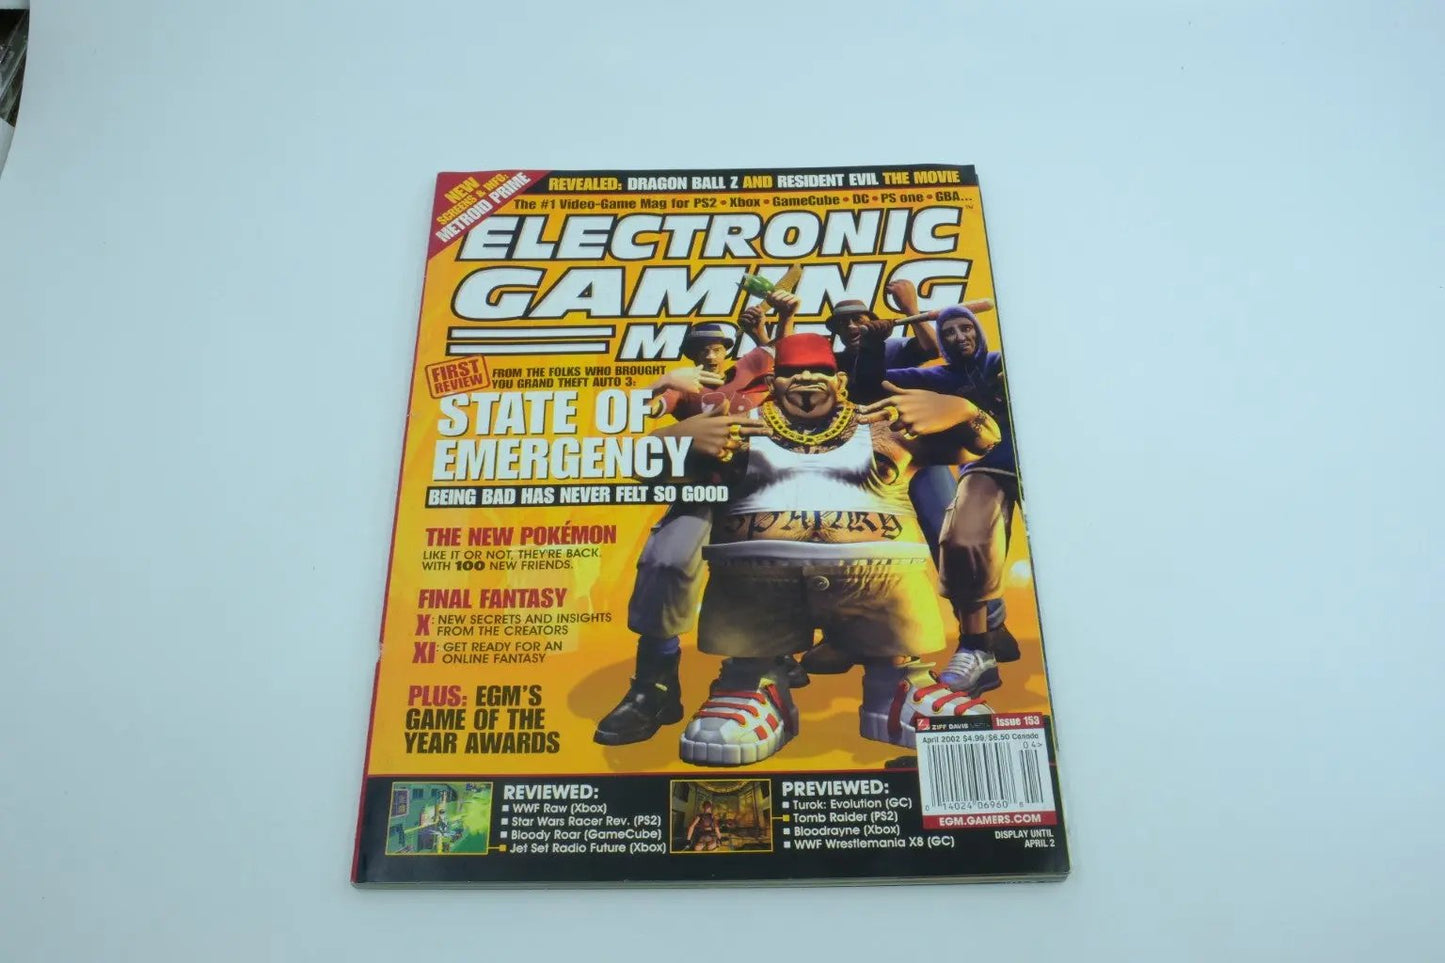 NEW
SCREENS & INFO:
METROID PRIME
REVEALED: DRAGON BALL Z AND RESIDENT EVIL THE MOVIE
The #1 Video-Game Mag for PS2 • Xbox • GameCube • DC • PS one • GBA...
ELECTRONIC
GAMING
FIRST
REVIEW
FROM THE FOLKS WHO BROUGHT
YOU GRAND THEFT AUTO 3:
STATE OF
EMERGENCY
BEING BAD HAS NEVER FELT SO GOOD
SPANKY
THE NEW POKÉMON
LIKE IT OR NOT, THEY'RE BACK.
WITH 100 NEW FRIENDS.
FINAL FANTASY
X: NEW SECRETS AND INSIGHTS
FROM THE CREATORS
XI: GET READY FOR AN
ONLINE FANTASY
PLUS: EGM'S
GAME OF THE
YEAR AWARDS
ZIFF DAVIS MEDIA Issue 153
April 2002 $4.99/$6.50 Canada
04>
0 14024 06960 6
EGM.GAMERS.COM
DISPLAY UNTIL
APRIL 2
REVIEWED:
WWF Raw (Xbox)
Star Wars Racer Rev. (PS2)
Bloody Roar (GameCube)
Jet Set Radio Future (Xbox)
PREVIEWED:
Turok: Evolution (GC)
Tomb Raider (PS2)
Bloodrayne (Xbox)
WWF Wrestlemania X8 (GC)